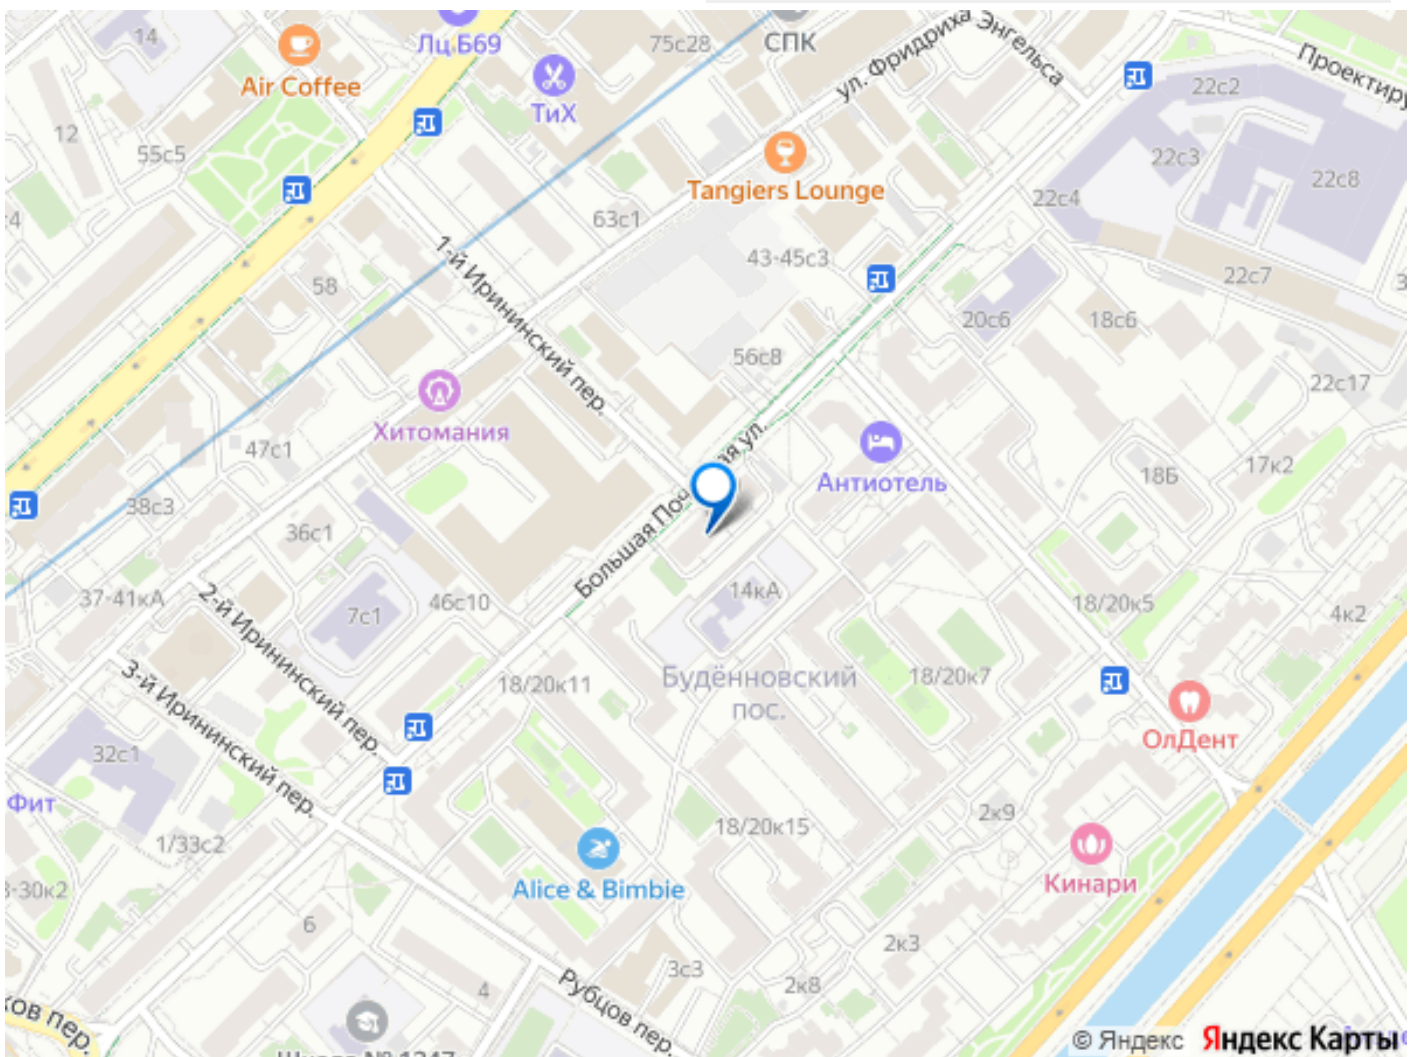 14
Лц Б69
75с28
СПК
ул. Фридриха Энгельса
Проектиру
Air Coffee
ТиХ
22с2
12
55с5
Tangiers Lounge
22с3
22с8
22с4
63с1
1-й Ирининский пер.
43-45с3
22с7
58
20с6
18с6
56с8
22с17
Хитомания
47с1
Антиотель
18Б
17к2
38с3
36с1
Большая Поч
ая ул.
37-41кА
2-й Ирининский пер.
7с1
46с10
14кА
18/20к5
4к2
3-й Ирининский пер.
18/20к11
Будённовский
пос.
18/20к7
ОлДент
32с1
Фит
1/33с2
18/20к15
2к9
Alice & Bimbie
Кинари
-30к2
6
2к3
3с3
2к8
4
Рубцов пер.
ков пер.
© Яндекс Яндекс Карты